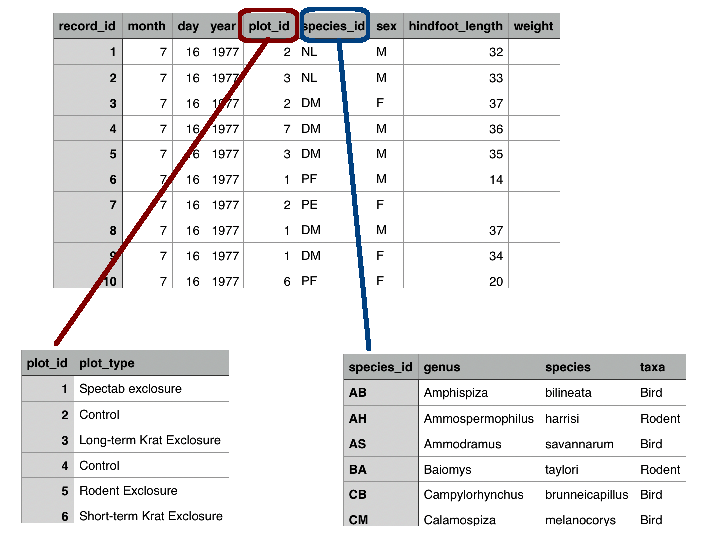 record_id month day year plot_id species_id sex hindfoot_length weight
1 7 16 1977 2 NL M 32
2 7 16 1977 3 NL M 33
3 7 16 1977 2 DM F 37
4 7 16 1977 7 DM M 36
5 7 16 1977 3 DM M 35
6 7 16 1977 1 PF M 14
7 7 16 1977 2 PE F
8 7 16 1977 1 DM M 37
9 7 16 1977 1 DM F 34
10 7 16 1977 6 PF F 20
plot_id plot_type
1 Spectab exclosure
2 Control
3 Long-term Krat Exclosure
4 Control
5 Rodent Exclosure
6 Short-term Krat Exclosure
species_id genus species taxa
AB Amphispiza bilineata Bird
AH Ammospermophilus harrisi Rodent
AS Ammodramus savannarum Bird
BA Baiomys taylori Rodent
CB Campylorhynchus brunneicapillus Bird
CM Calamospiza melanocorys Bird